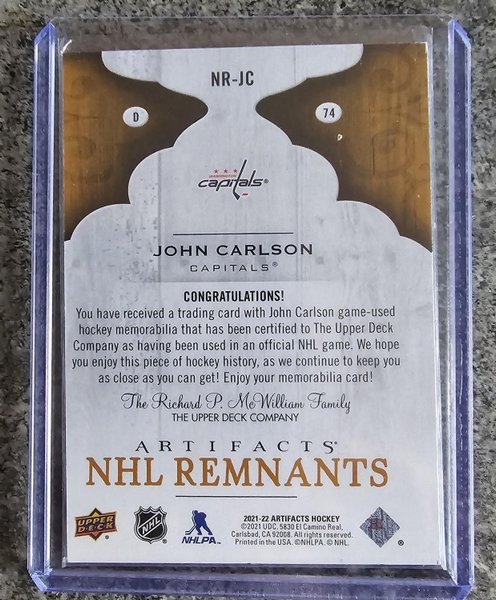 NR-JC
D
74
WASHINGTON
capitals®
JOHN CARLSON
CAPITALS®
CONGRATULATIONS!
You have received a trading card with John Carlson game-used
hockey memorabilia that has been certified to The Upper Deck
Company as having been used in an official NHL game. We hope
you enjoy this piece of hockey history, as we continue to keep you
as close as you can get! Enjoy your memorabilia card!
The Richard P. McWilliam Family
THE UPPER DECK COMPANY
ARTIFACTS®
NHL REMNANTS
UPPER DECK
NHL
NHLPA
2021-22 ARTIFACTS HOCKEY
©2021 UDC. 5830 El Camino Real,
Carlsbad, CA 92008. All rights reserved.
Printed in the USA. ©NHLPA. © NHL.
®